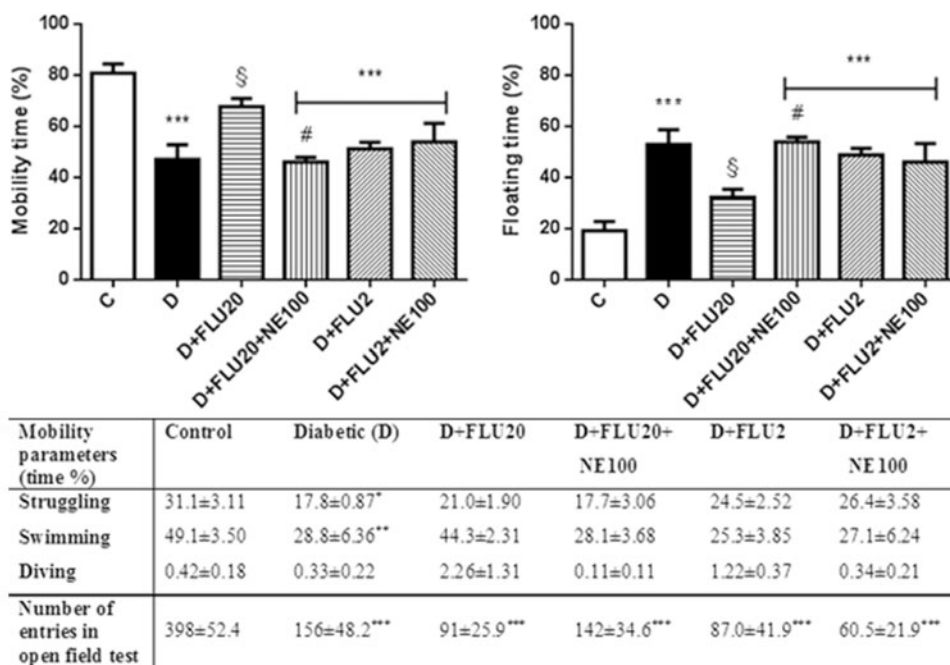 100
80
60
40
20
0
Mobility time (%)
***
§
#
***
C
D
D+FLU20
D+FLU20+NE100
D+FLU2
D+FLU2+NE100
100
80
60
40
20
0
Floating time (%)
***
§
#
***
C
D
D+FLU20
D+FLU20+NE100
D+FLU2
D+FLU2+NE100
Mobility parameters (time %) Control Diabetic (D) D+FLU20 D+FLU20+ NE100 D+FLU2 D+FLU2+ NE100
Struggling 31.1±3.11 17.8±0.87* 21.0±1.90 17.7±3.06 24.5±2.52 26.4±3.58
Swimming 49.1±3.50 28.8±6.36** 44.3±2.31 28.1±3.68 25.3±3.85 27.1±6.24
Diving 0.42±0.18 0.33±0.22 2.26±1.31 0.11±0.11 1.22±0.37 0.34±0.21
Number of entries in open field test 398±52.4 156±48.2*** 91±25.9*** 142±34.6*** 87.0±41.9*** 60.5±21.9***